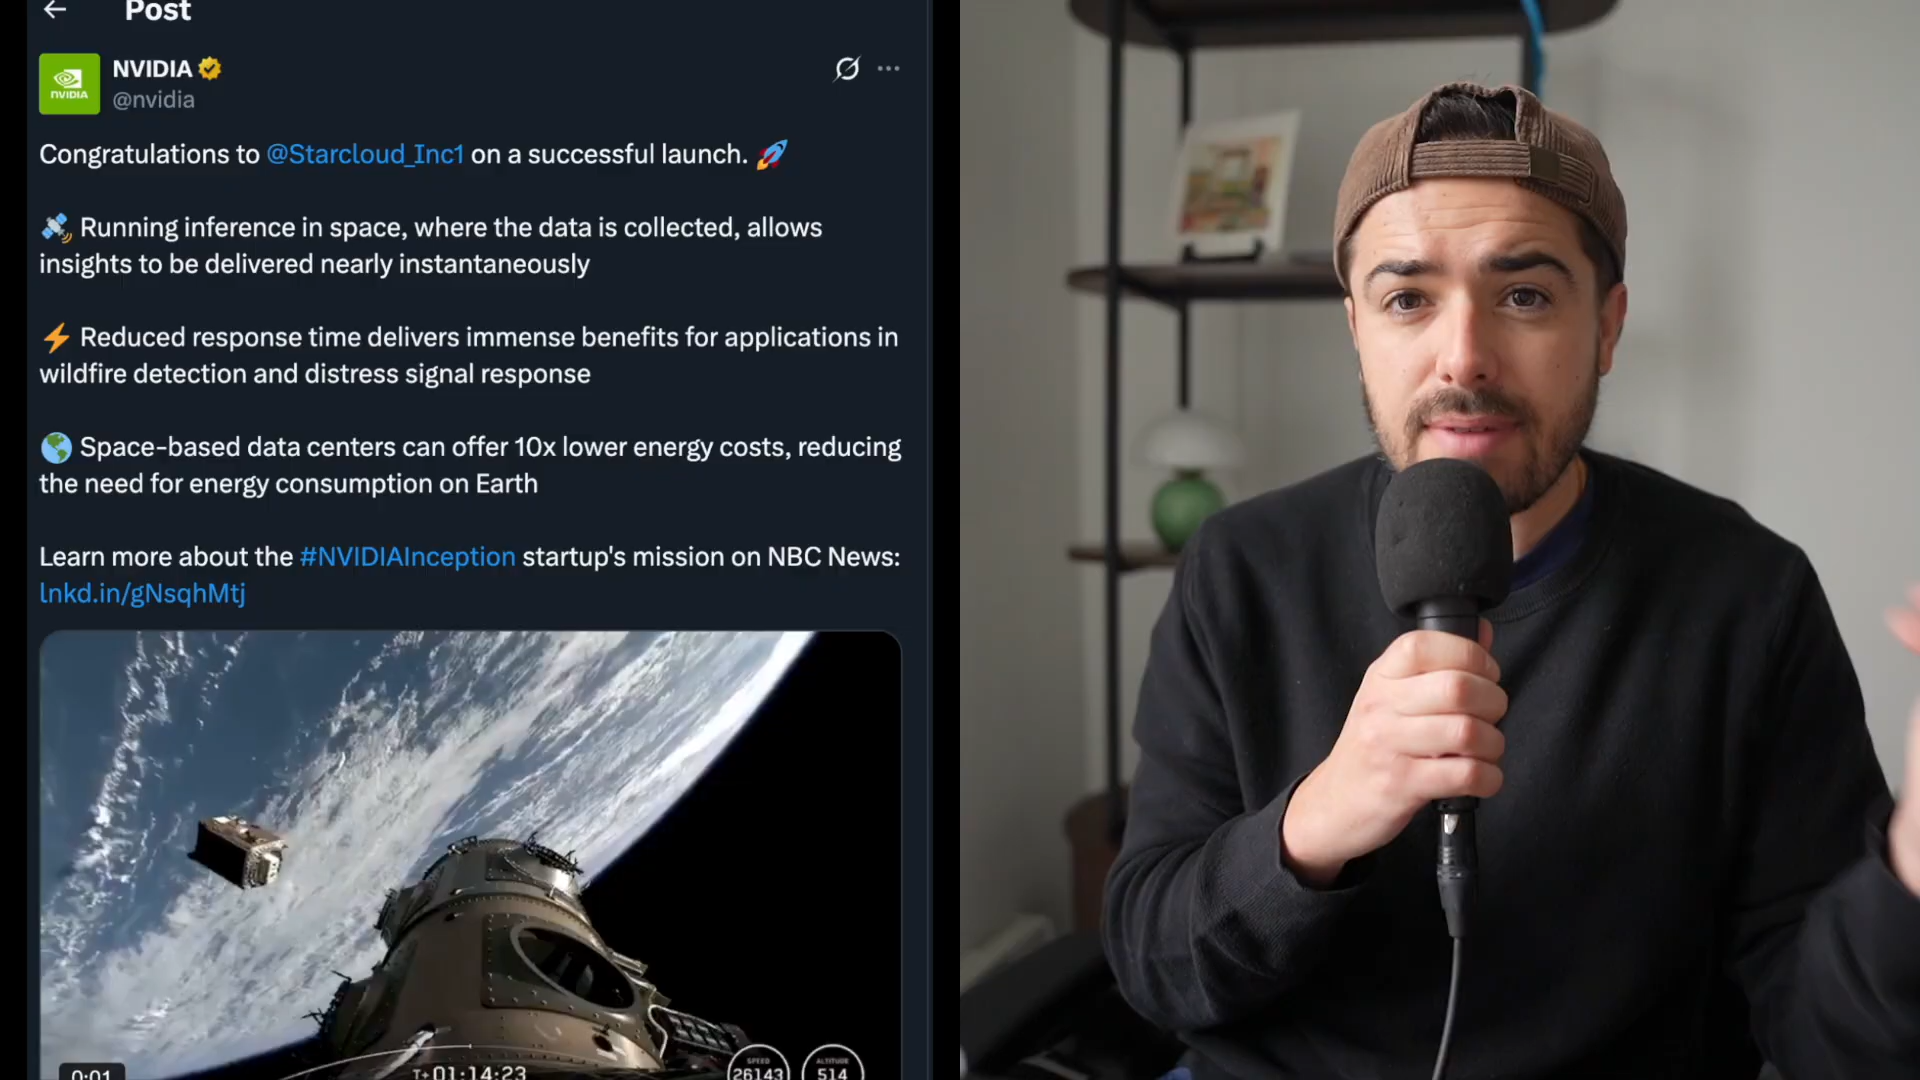 Post
NVIDIA
@nvidia
NVIDIA
Congratulations to @Starcloud_Inc1 on a successful launch. 🚀
🛰️ Running inference in space, where the data is collected, allows
insights to be delivered nearly instantaneously
⚡ Reduced response time delivers immense benefits for applications in
wildfire detection and distress signal response
🌎 Space-based data centers can offer 10x lower energy costs, reducing
the need for energy consumption on Earth
Learn more about the #NVIDIAInception startup's mission on NBC News:
lnkd.in/gNsqhMtj
0:01
T+01:14:23
SPEED
26143
ALTITUDE
514